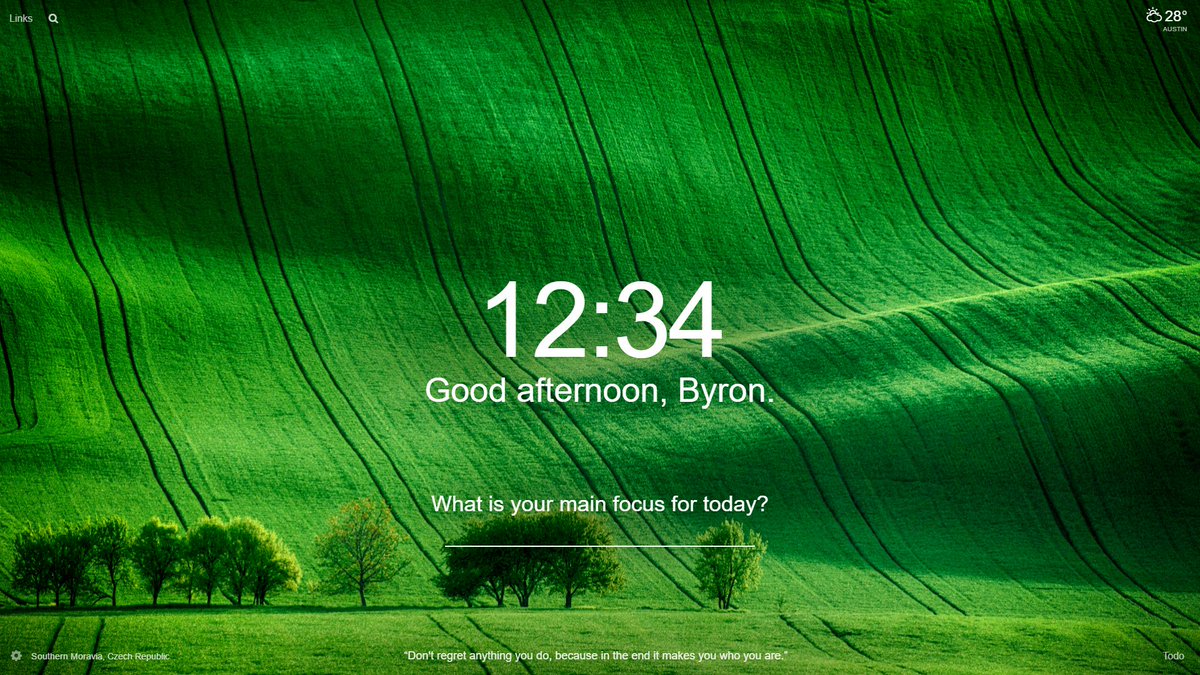 Links
28°
AUSTIN
12:34
Good afternoon, Byron.
What is your main focus for today?
Southern Moravia, Czech Republic
"Don't regret anything you do, because in the end it makes you who you are."
Todo